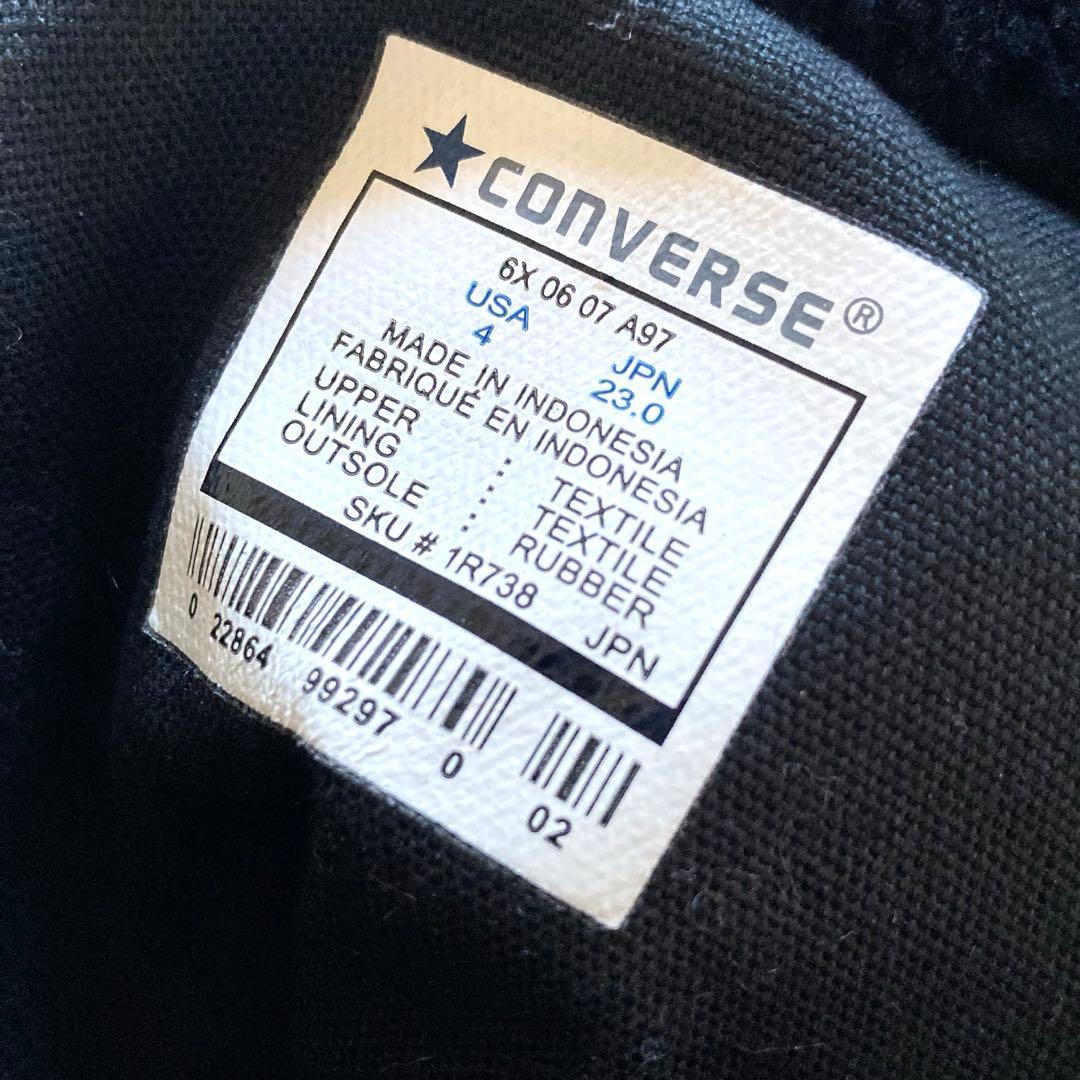 ★CONVERSE®
6X 06 07 A97
USA JPN
4 23.0
MADE IN INDONESIA
FABRIQUÉ EN INDONESIA
UPPER : TEXTILE
LINING : TEXTILE
OUTSOLE : RUBBER
SKU # 1R738 JPN
0 22864 99297 0 02